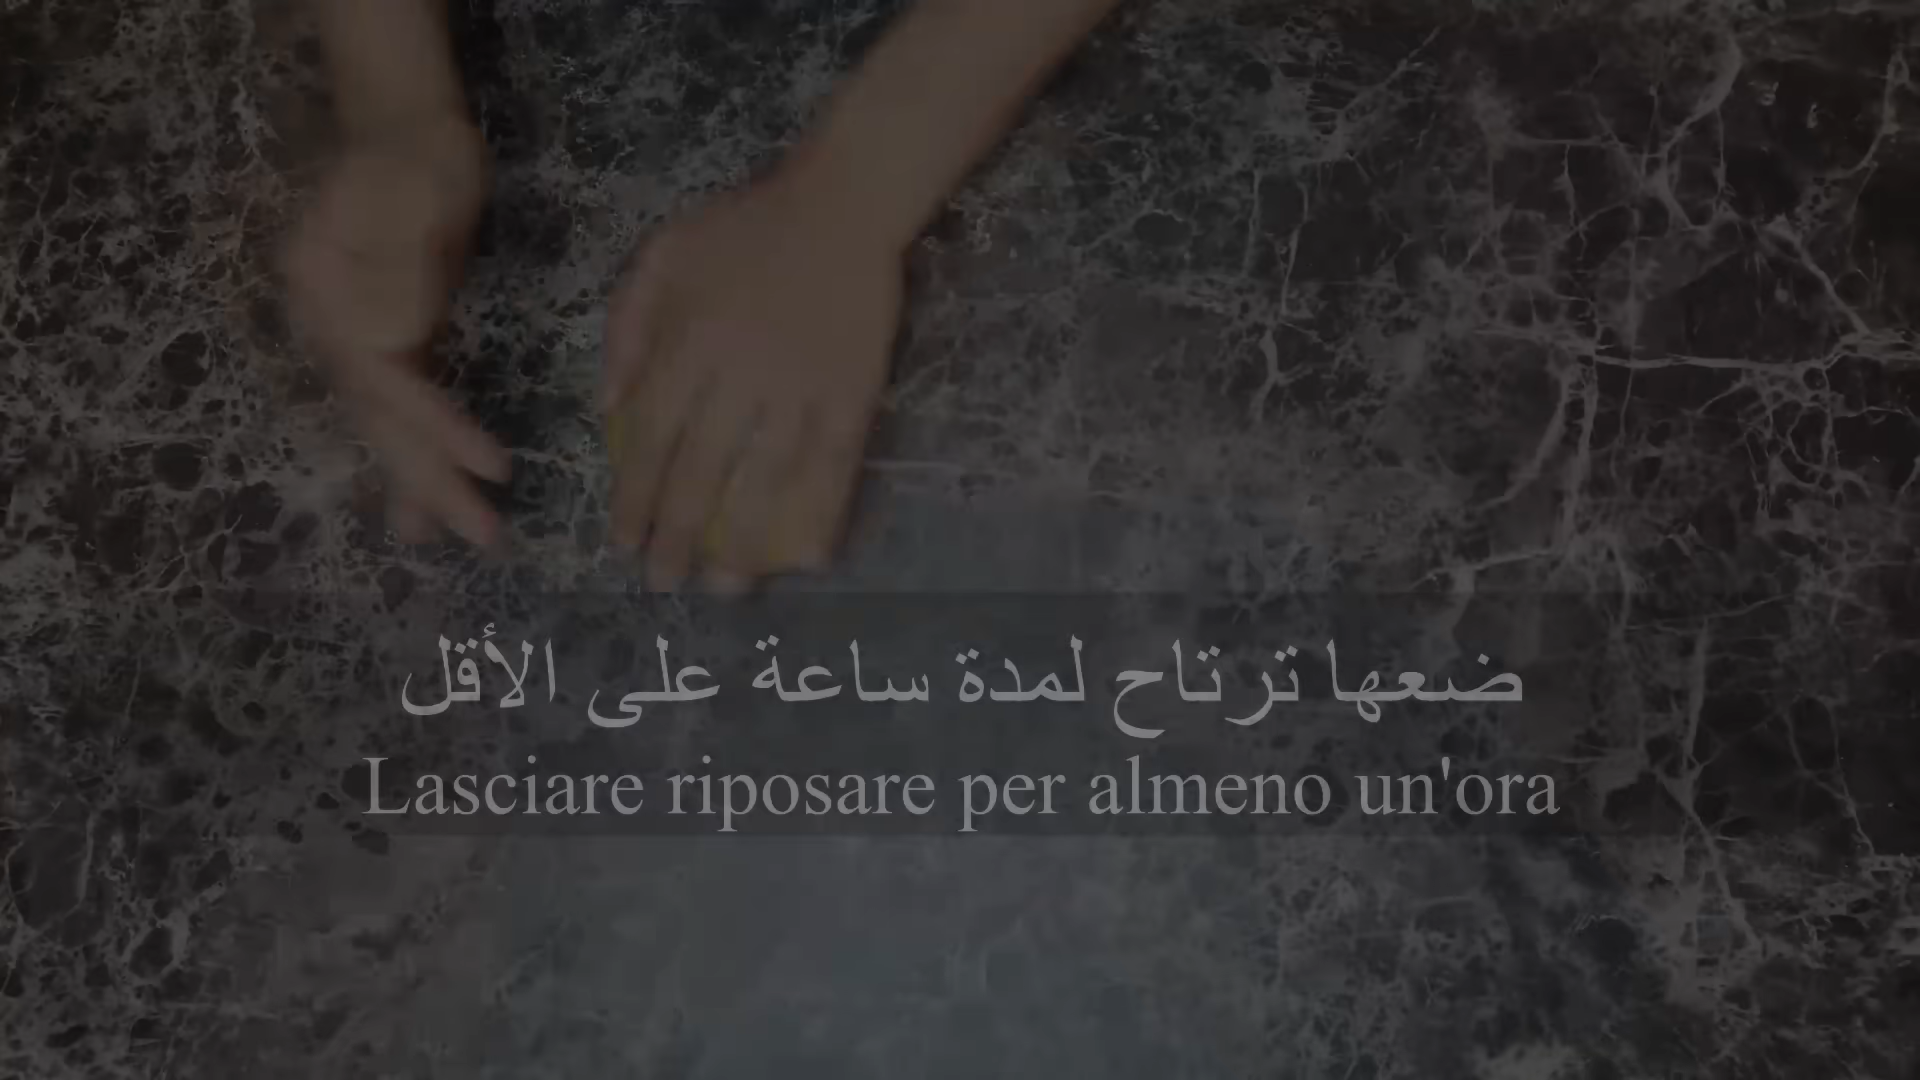 ضعها ترتاح لمدة ساعة على الأقل
Lasciare riposare per almeno un'ora